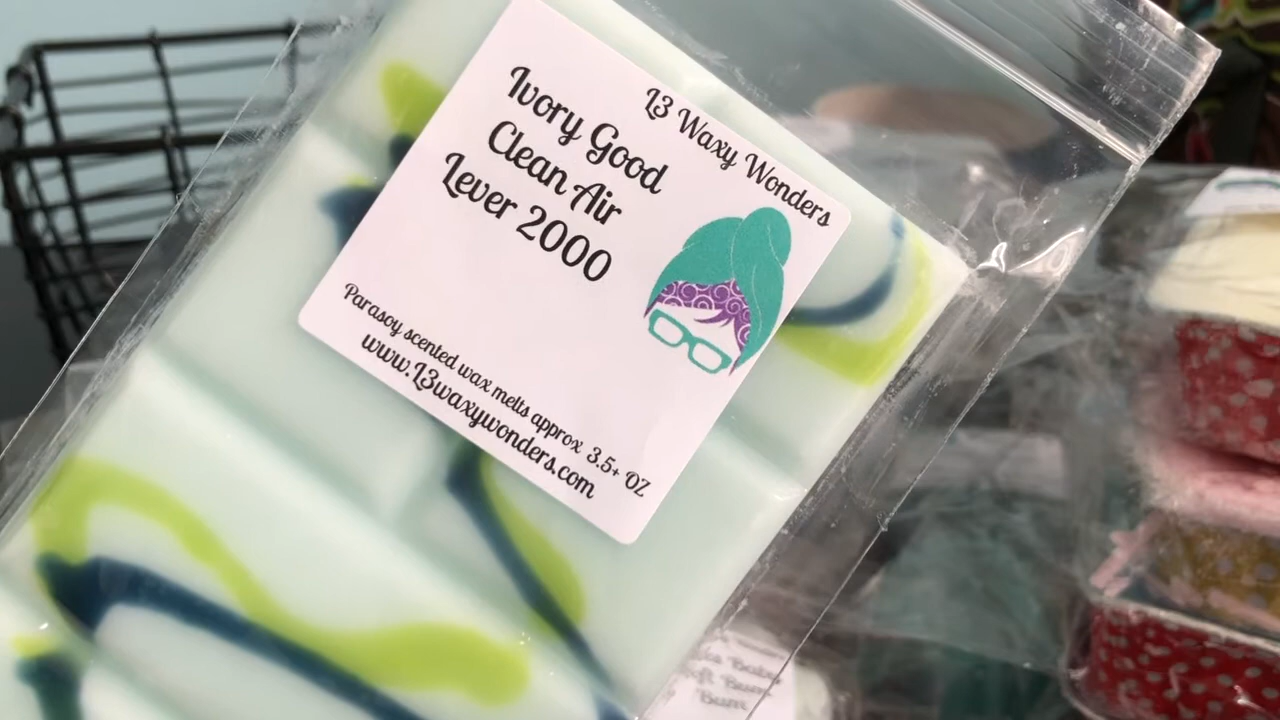 L3 Waxy Wonders
Ivory Good
Clean Air
Lever 2000
Parasoy scented wax melts approx 3.5+ OZ
www.L3waxywonders.com